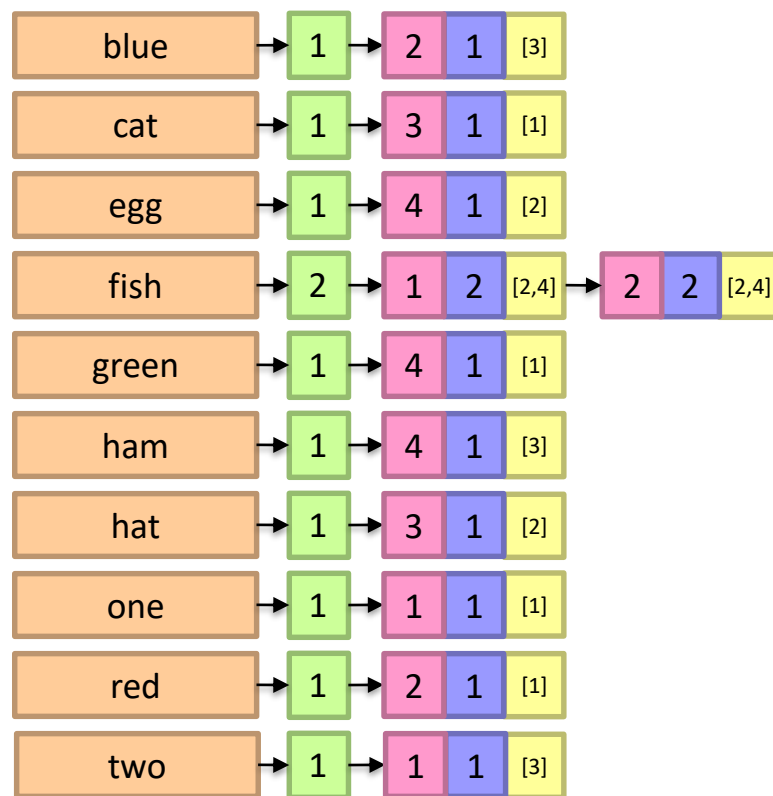 blue 1 2 1 [3]
cat 1 3 1 [1]
egg 1 4 1 [2]
fish 2 1 2 [2,4] 2 2 [2,4]
green 1 4 1 [1]
ham 1 4 1 [3]
hat 1 3 1 [2]
one 1 1 1 [1]
red 1 2 1 [1]
two 1 1 1 [3]